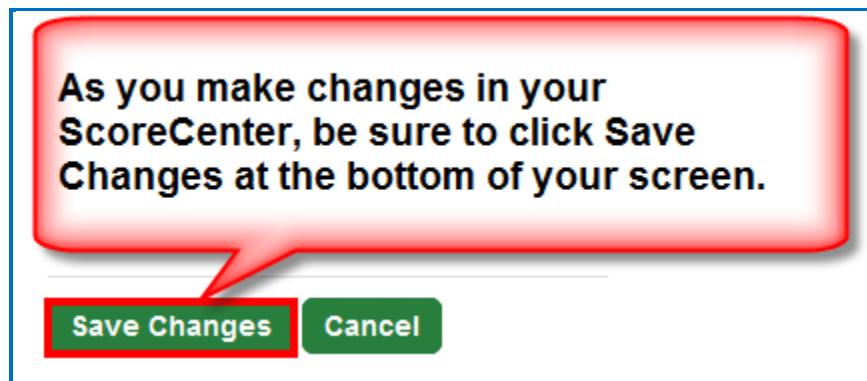 As you make changes in your
ScoreCenter, be sure to click Save
Changes at the bottom of your screen.
Save Changes Cancel